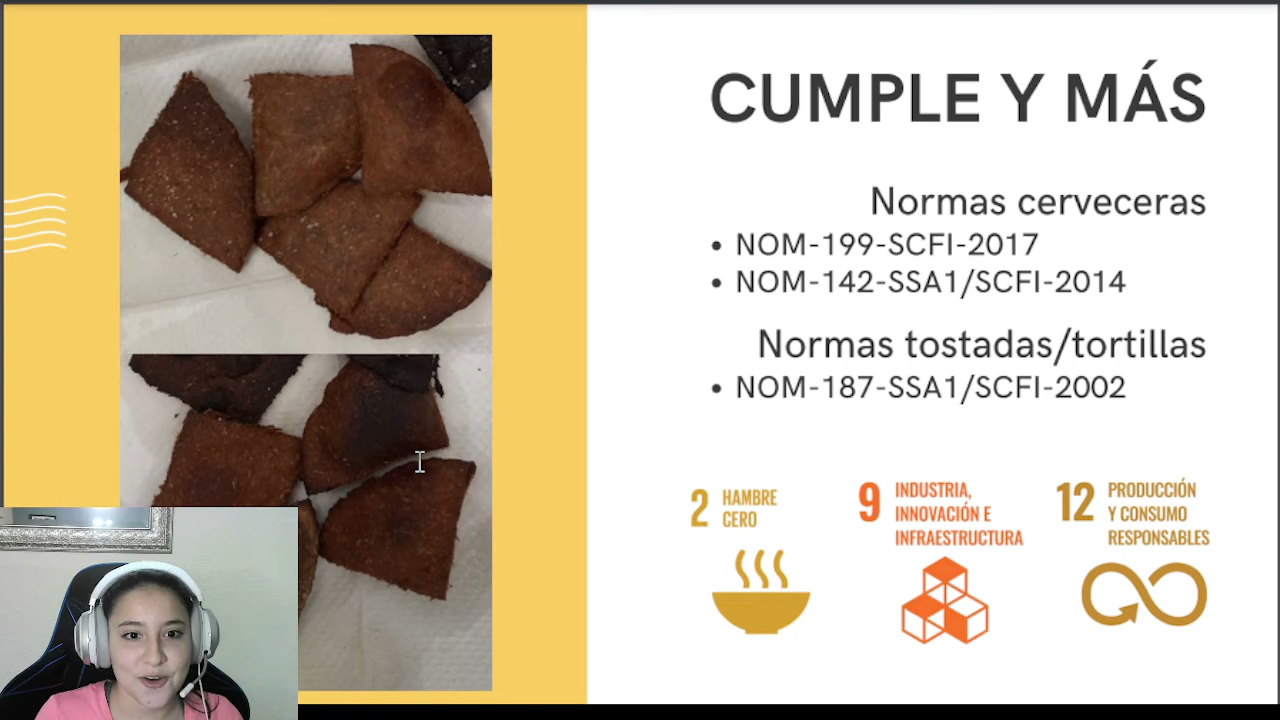 CUMPLE Y MÁS
Normas cerveceras
• NOM-199-SCFI-2017
• NOM-142-SSA1/SCFI-2014
Normas tostadas/tortillas
• NOM-187-SSA1/SCFI-2002
2 HAMBRE
CERO
9 INDUSTRIA,
INNOVACIÓN E
INFRAESTRUCTURA
12 PRODUCCIÓN
Y CONSUMO
RESPONSABLES